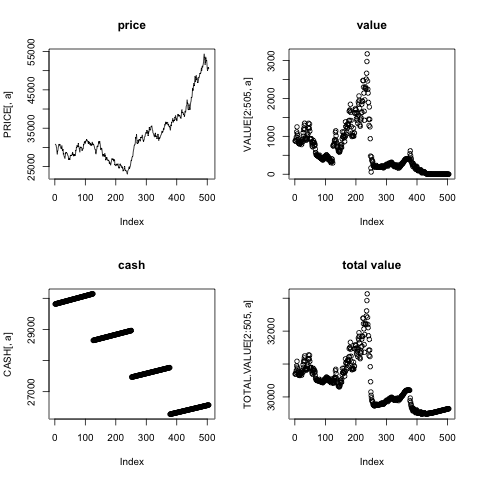 price
PRICE[, a]
25000 35000 45000 55000
0 100 200 300 400 500
Index
value
VALUE[2:505, a]
0 1000 2000 3000
0 100 200 300 400 500
Index
cash
CASH[, a]
27000 29000
0 100 200 300 400 500
Index
total value
TOTAL.VALUE[2:505, a]
30000 32000
0 100 200 300 400 500
Index